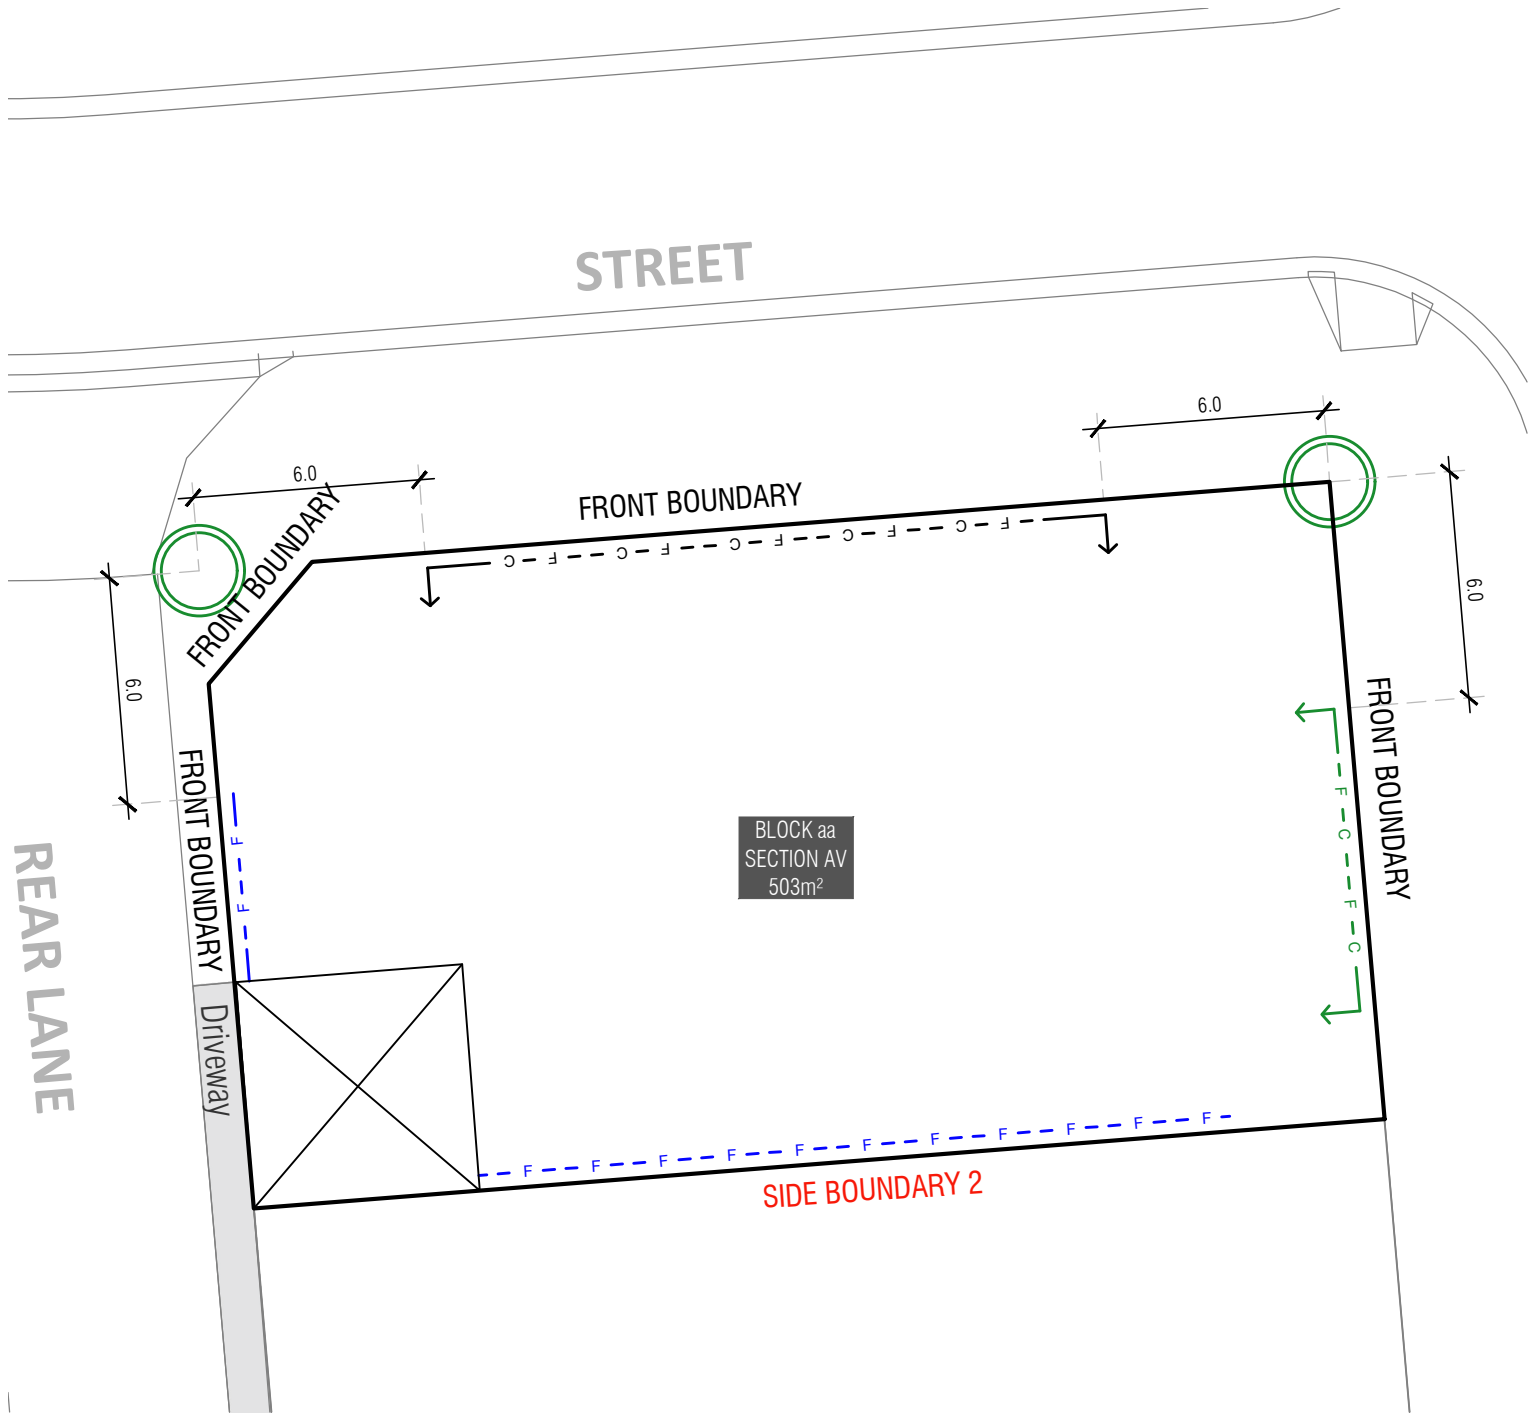 STREET
6.0
6.0
FRONT BOUNDARY
FRONT BOUNDARY
F C F C F C F C F C
6.0
6.0
FRONT BOUNDARY
FRONT BOUNDARY
F
F
F
C
F
C
BLOCK aa
SECTION AV
503m²
REAR LANE
Driveway
F F F F F F F F F F F
SIDE BOUNDARY 2